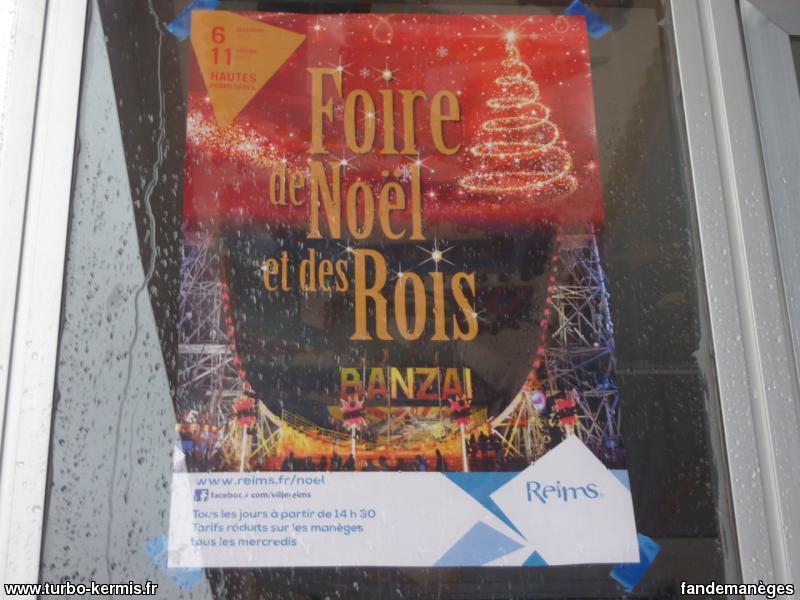 6
11
HAUTES
PROMENADES
Foire
de Noël
et des Rois
BANZAI
www.reims.fr/noel
facebook.com/villereims
Reims
Tous les jours à partir de 14 h 30
Tarifs réduits sur les manèges
tous les mercredis
www.turbo-kermis.fr
fandemanèges